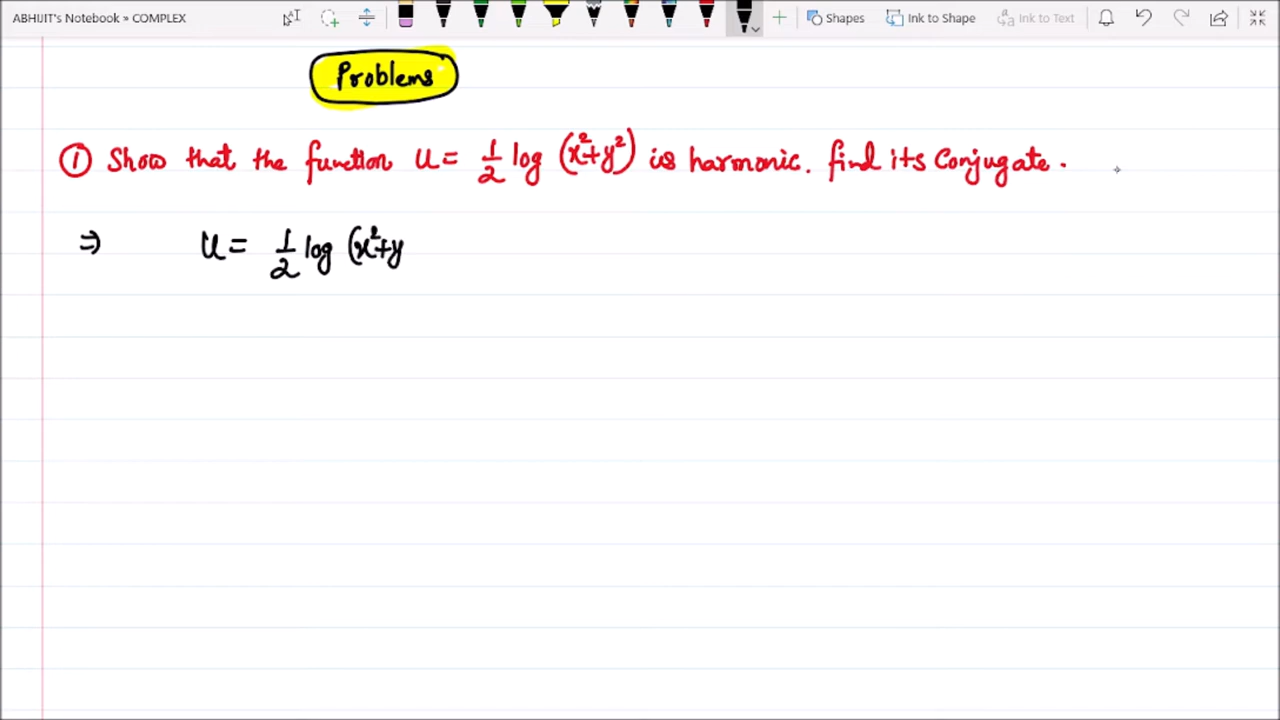 ABHIJIT's Notebook » COMPLEX
Shapes
Ink to Shape
Ink to Text
Problems
① Show that the function u = 1/2 log (x²+y²) is harmonic. find its Conjugate.
⇒ u = 1/2 log (x²+y